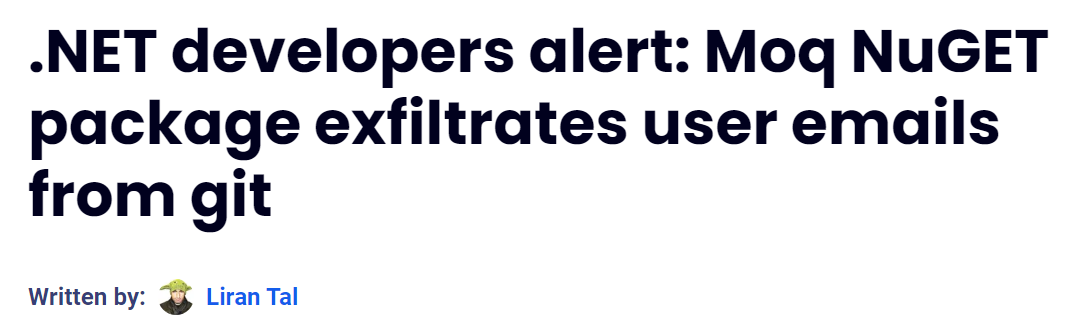 .NET developers alert: Moq NuGET
package exfiltrates user emails
from git
Written by: Liran Tal